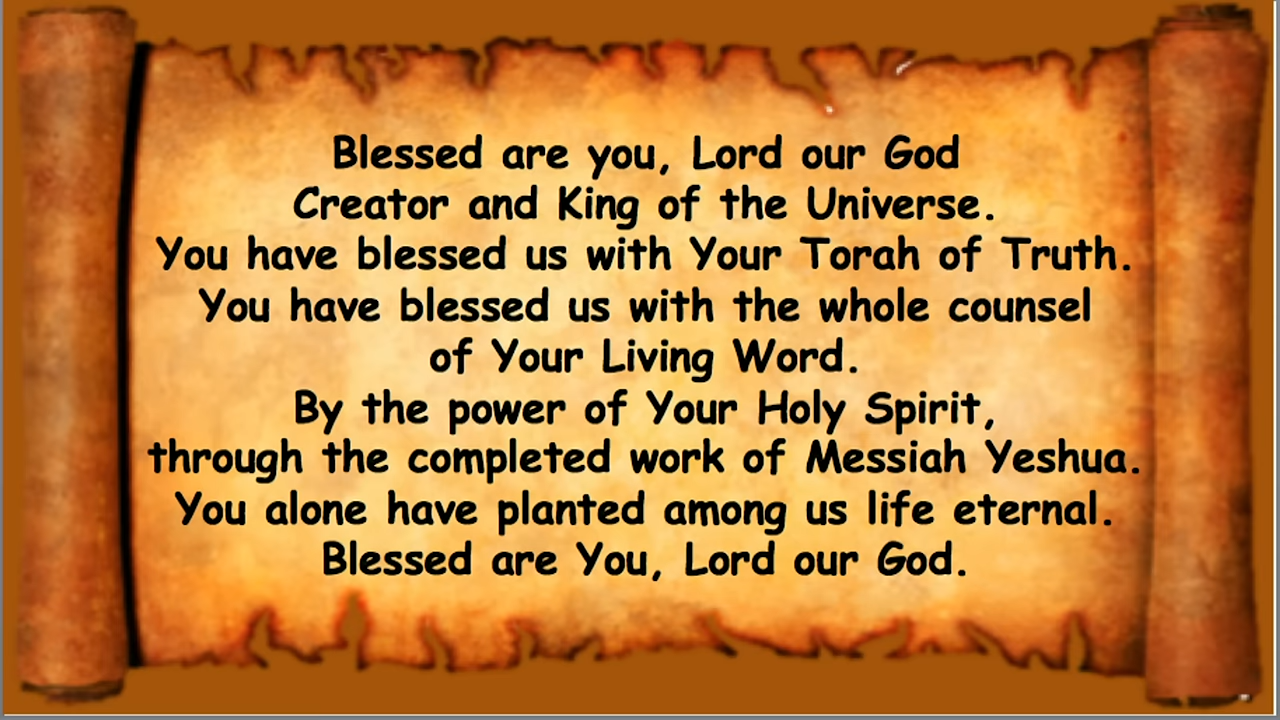 Blessed are you, Lord our God
Creator and King of the Universe.
You have blessed us with Your Torah of Truth.
You have blessed us with the whole counsel
of Your Living Word.
By the power of Your Holy Spirit,
through the completed work of Messiah Yeshua.
You alone have planted among us life eternal.
Blessed are You, Lord our God.